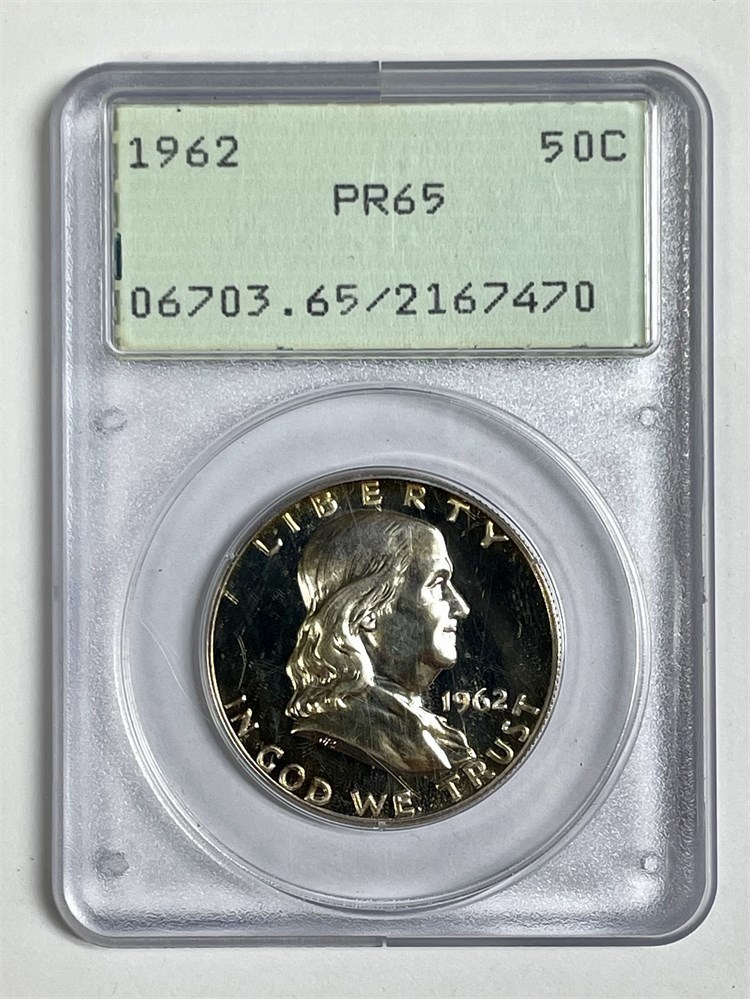 1962 50C
PR65
06703.65/2167470
LIBERTY
1962
IN GOD WE TRUST